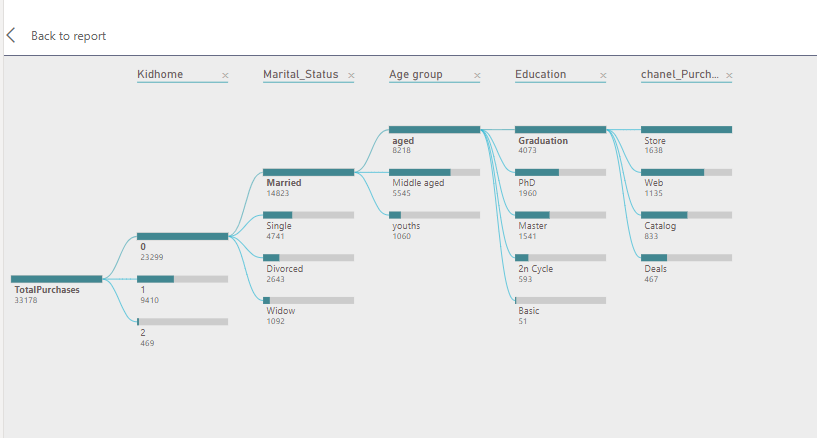 Back to report
Kidhome ×
Marital_Status ×
Age group ×
Education ×
chanel_Purch... ×
TotalPurchases
33178
0
23299
1
9410
2
469
Married
14823
Single
4741
Divorced
2643
Widow
1092
aged
8218
Middle aged
5545
youths
1060
Graduation
4073
PhD
1960
Master
1541
2n Cycle
593
Basic
51
Store
1638
Web
1135
Catalog
833
Deals
467